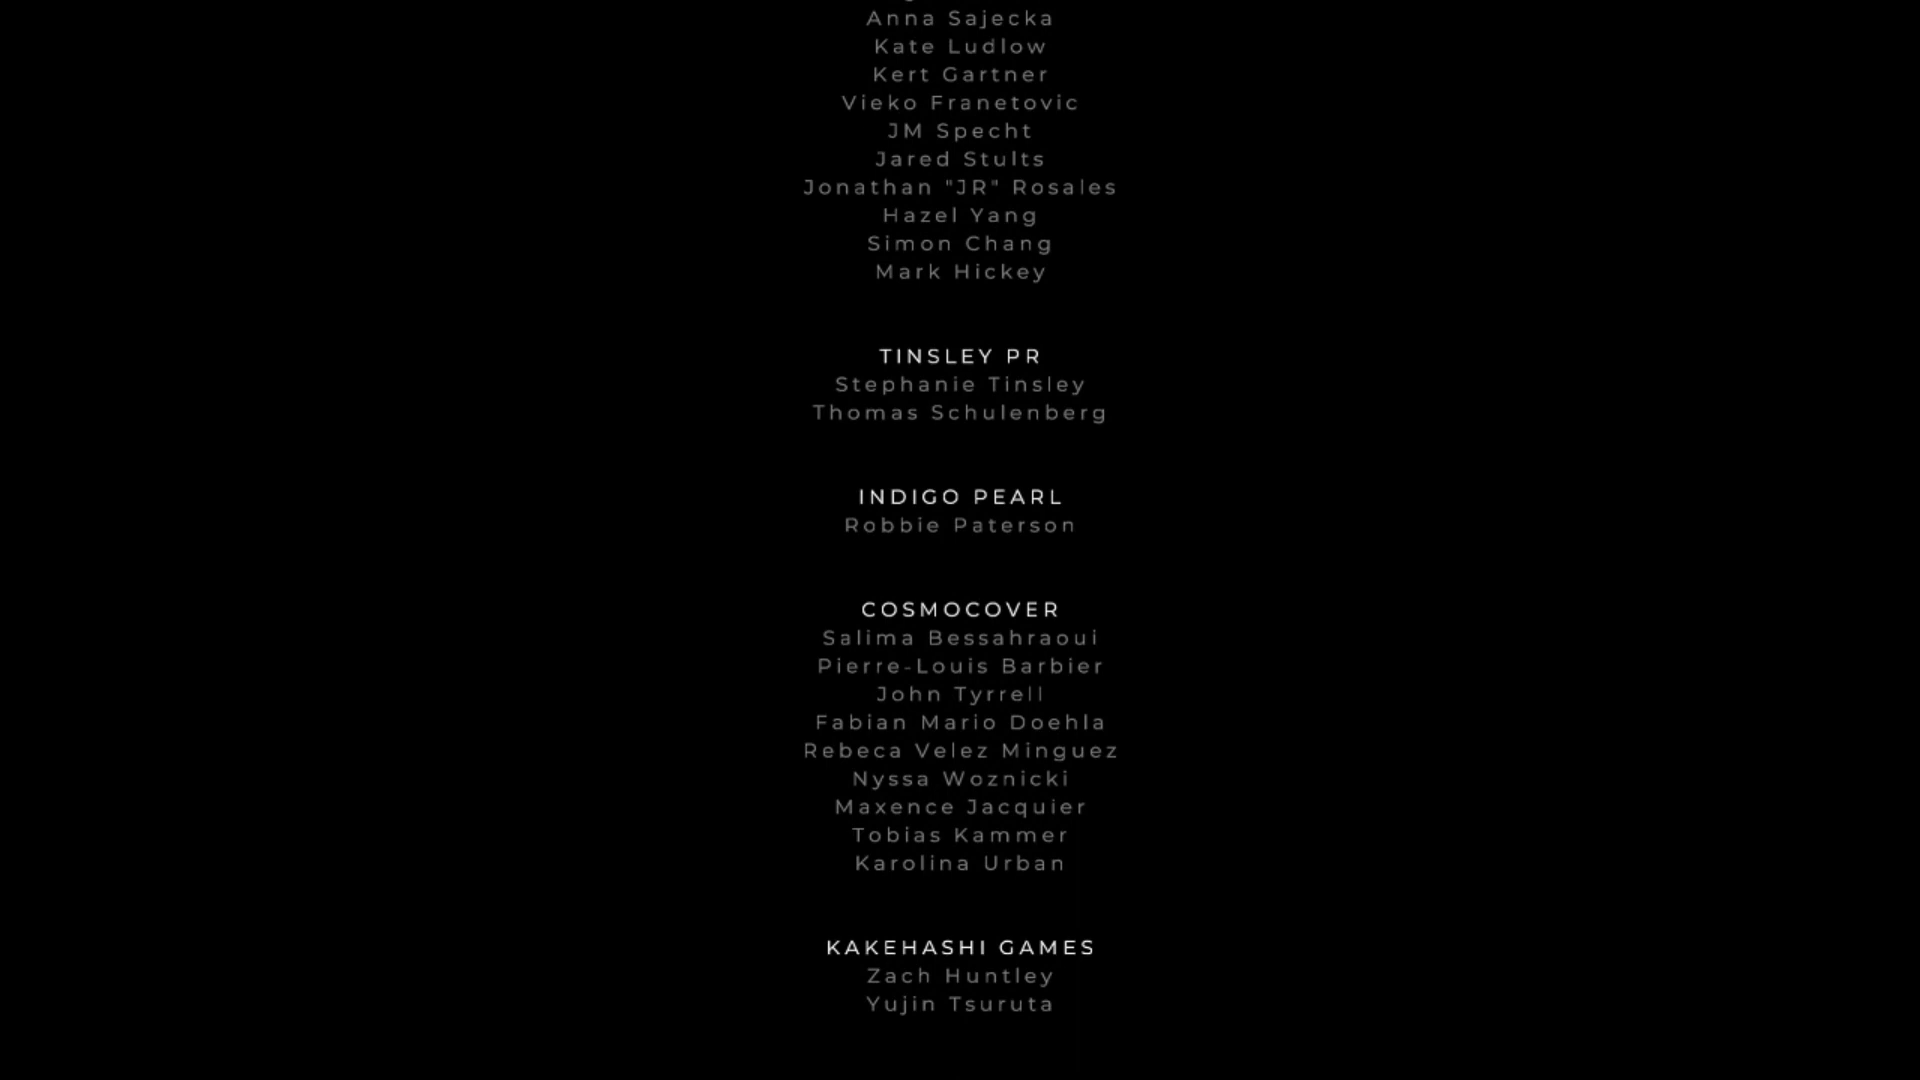 Anna Sajecka
Kate Ludlow
Kert Gartner
Vieko Franetovic
JM Specht
Jared Stults
Jonathan "JR" Rosales
Hazel Yang
Simon Chang
Mark Hickey
TINSLEY PR
Stephanie Tinsley
Thomas Schulenberg
INDIGO PEARL
Robbie Paterson
COSMOCOVER
Salima Bessahraoui
Pierre-Louis Barbier
John Tyrrell
Fabian Mario Doehla
Rebeca Velez Minguez
Nyssa Woznicki
Maxence Jacquier
Tobias Kammer
Karolina Urban
KAKEHASHI GAMES
Zach Huntley
Yujin Tsuruta